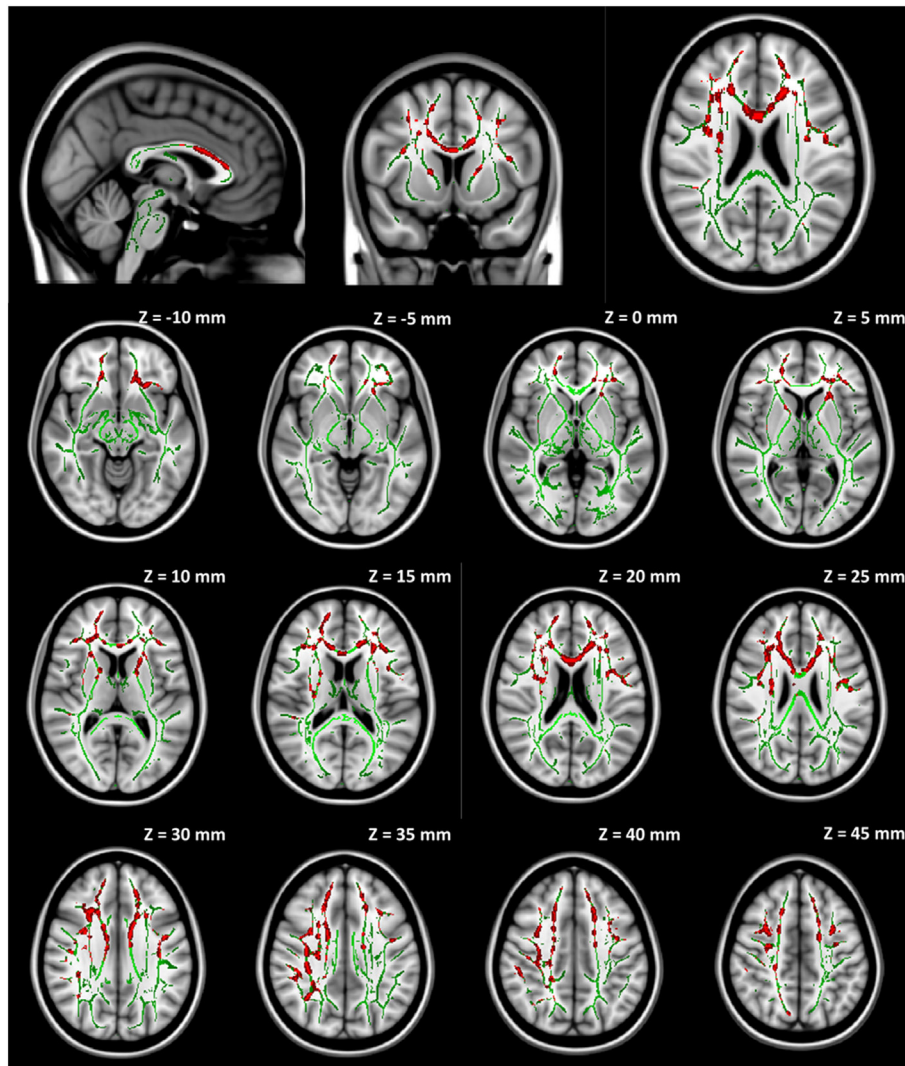 Z = -10 mm
Z = -5 mm
Z = 0 mm
Z = 5 mm
Z = 10 mm
Z = 15 mm
Z = 20 mm
Z = 25 mm
Z = 30 mm
Z = 35 mm
Z = 40 mm
Z = 45 mm